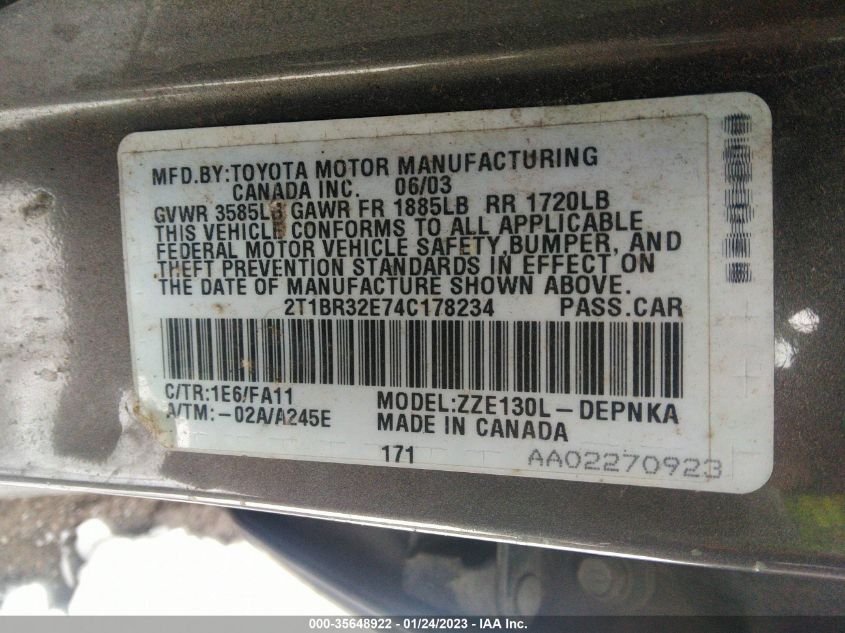 MFD.BY:TOYOTA MOTOR MANUFACTURING
CANADA INC. 06/03
GVWR 3585LB GAWR FR 1885LB RR 1720LB
THIS VEHICLE CONFORMS TO ALL APPLICABLE
FEDERAL MOTOR VEHICLE SAFETY,BUMPER, AND
THEFT PREVENTION STANDARDS IN EFFECT ON
THE DATE OF MANUFACTURE SHOWN ABOVE.
2T1BR32E74C178234 PASS.CAR
C/TR:1E6/FA11
A/TM:-02A/A245E
MODEL:ZZE130L-DEPNKA
MADE IN CANADA
171
AA02270923
000-35648922 - 01/24/2023 - © IAA Inc.